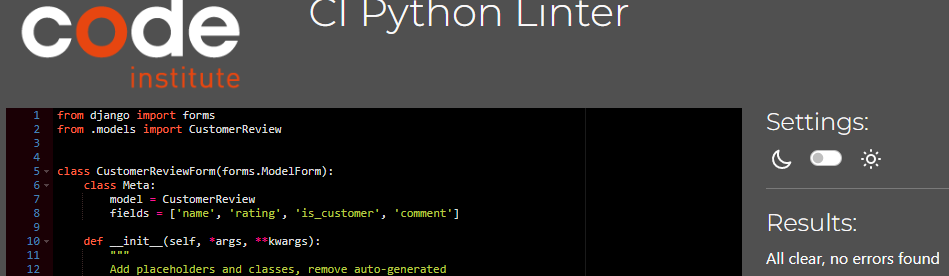 code
institute
CI Python Linter
1 from django import forms
2 from .models import CustomerReview
3
4
5 class CustomerReviewForm(forms.ModelForm):
6 class Meta:
7 model = CustomerReview
8 fields = ['name', 'rating', 'is_customer', 'comment']
9
10 def __init__(self, *args, **kwargs):
11 """
12 Add placeholders and classes, remove auto-generated
Settings:
Results:
All clear, no errors found